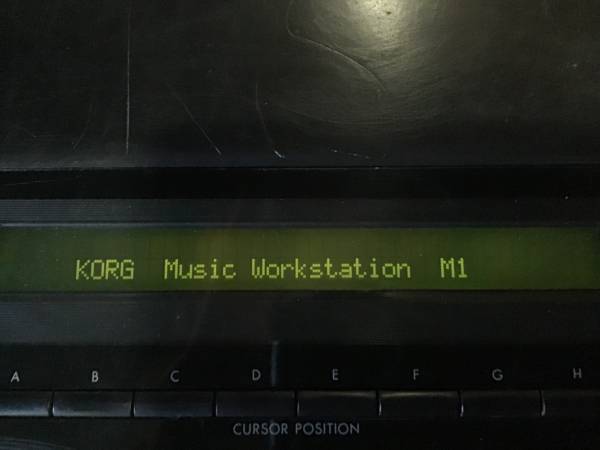 KORG Music Workstation M1
A B C D E F G H
CURSOR POSITION